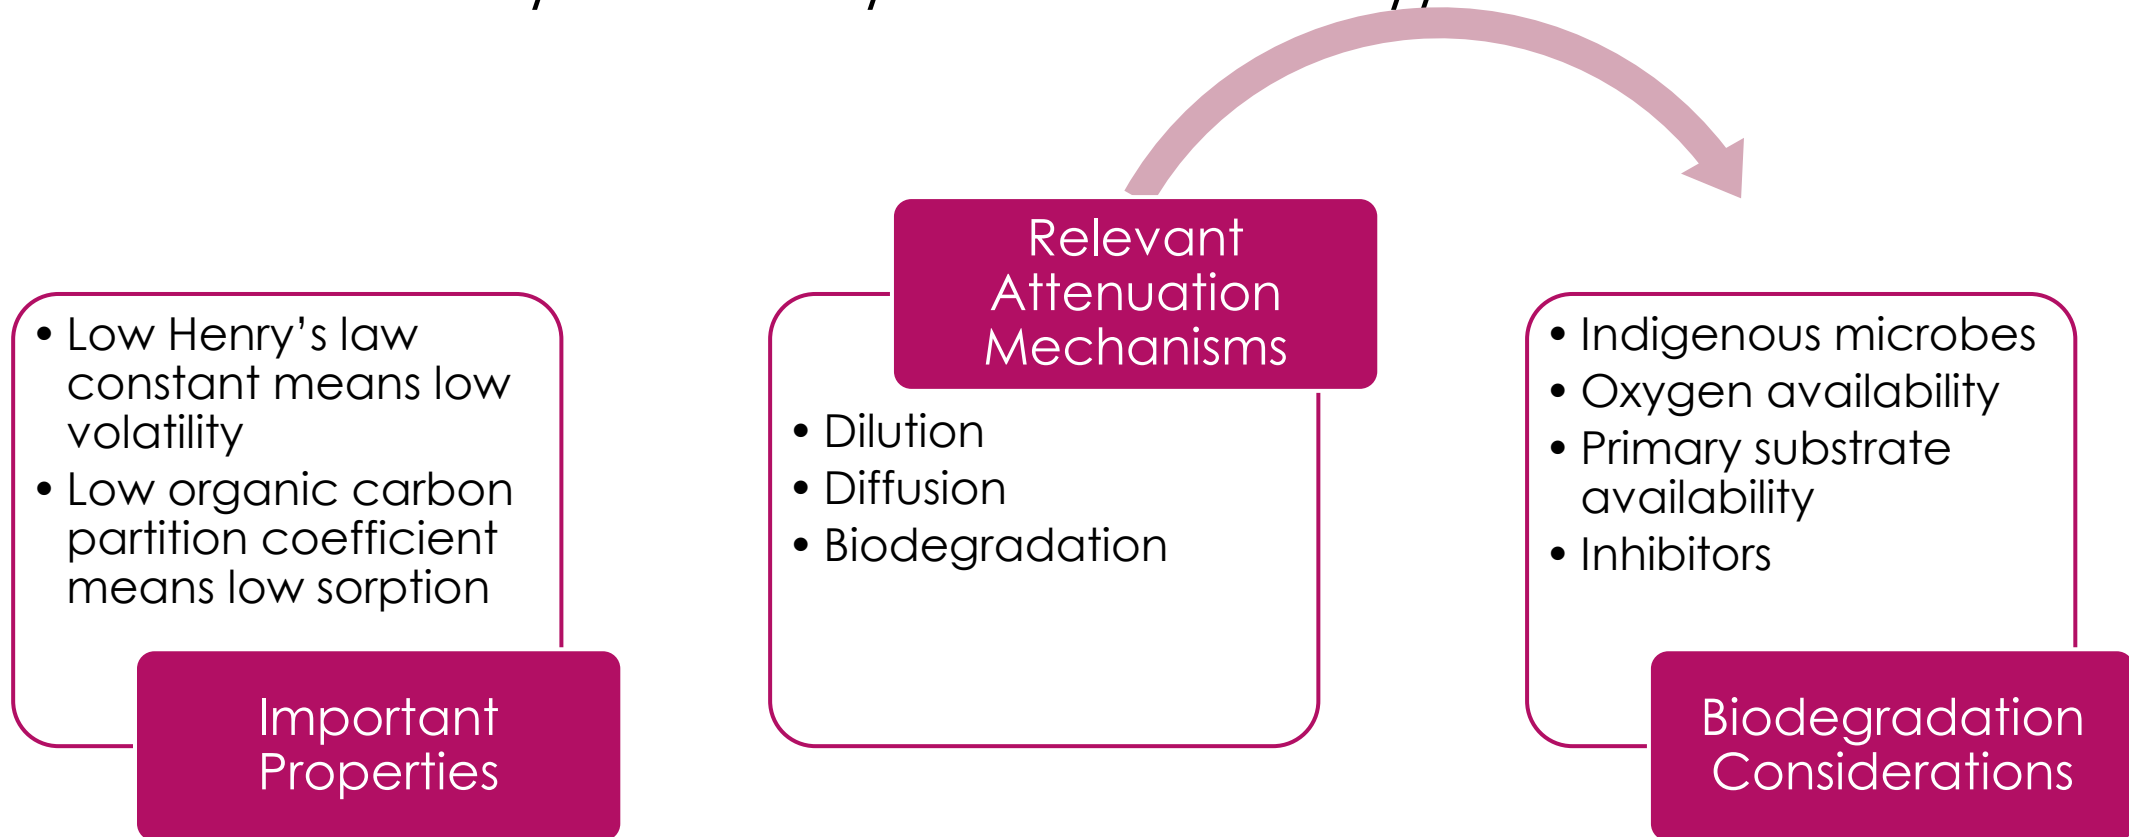 • Low Henry’s law
constant means low
volatility
• Low organic carbon
partition coefficient
means low sorption
Important
Properties
Relevant
Attenuation
Mechanisms
• Dilution
• Diffusion
• Biodegradation
• Indigenous microbes
• Oxygen availability
• Primary substrate
availability
• Inhibitors
Biodegradation
Considerations